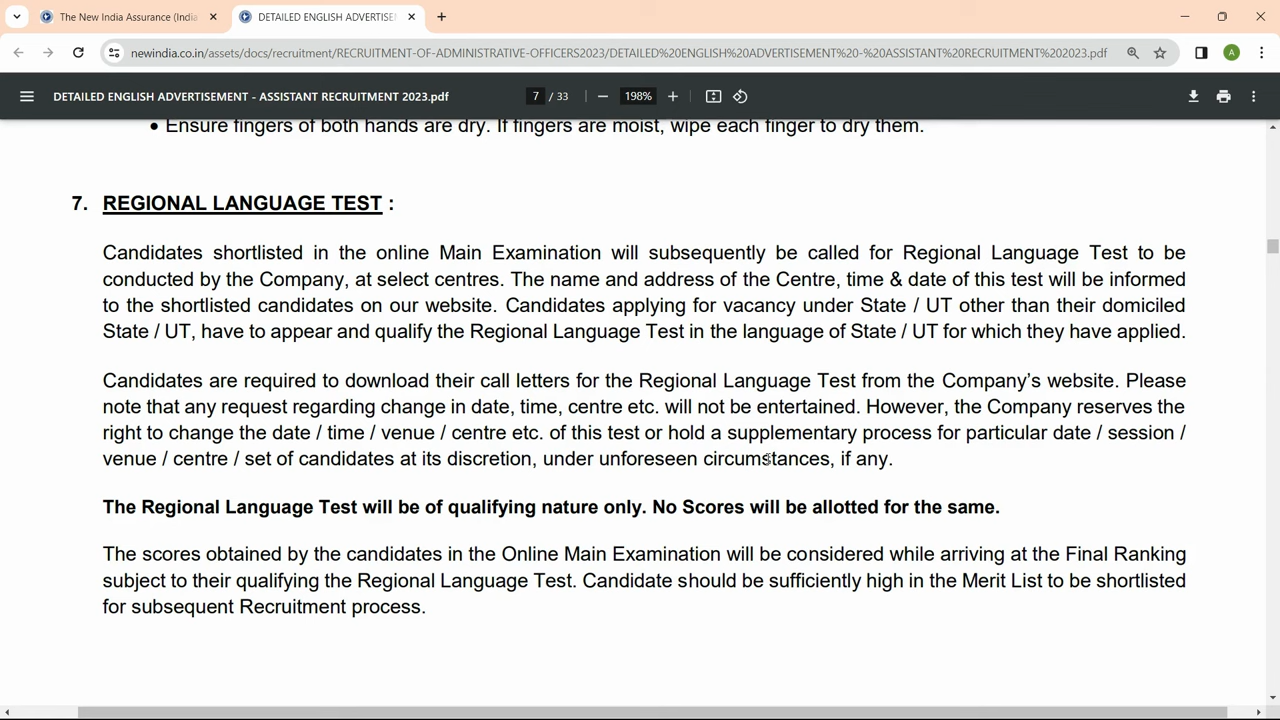 The New India Assurance (India
DETAILED ENGLISH ADVERTISEM
newindia.co.in/assets/docs/recruitment/RECRUITMENT-OF-ADMINISTRATIVE-OFFICERS2023/DETAILED%20ENGLISH%20ADVERTISEMENT%20-%20ASSISTANT%20RECRUITMENT%202023.pdf
A
DETAILED ENGLISH ADVERTISEMENT - ASSISTANT RECRUITMENT 2023.pdf
7 / 33
198%
• Ensure fingers of both hands are dry. If fingers are moist, wipe each finger to dry them.
7. REGIONAL LANGUAGE TEST :
Candidates shortlisted in the online Main Examination will subsequently be called for Regional Language Test to be
conducted by the Company, at select centres. The name and address of the Centre, time & date of this test will be informed
to the shortlisted candidates on our website. Candidates applying for vacancy under State / UT other than their domiciled
State / UT, have to appear and qualify the Regional Language Test in the language of State / UT for which they have applied.
Candidates are required to download their call letters for the Regional Language Test from the Company's website. Please
note that any request regarding change in date, time, centre etc. will not be entertained. However, the Company reserves the
right to change the date / time / venue / centre etc. of this test or hold a supplementary process for particular date / session /
venue / centre / set of candidates at its discretion, under unforeseen circumstances, if any.
The Regional Language Test will be of qualifying nature only. No Scores will be allotted for the same.
The scores obtained by the candidates in the Online Main Examination will be considered while arriving at the Final Ranking
subject to their qualifying the Regional Language Test. Candidate should be sufficiently high in the Merit List to be shortlisted
for subsequent Recruitment process.